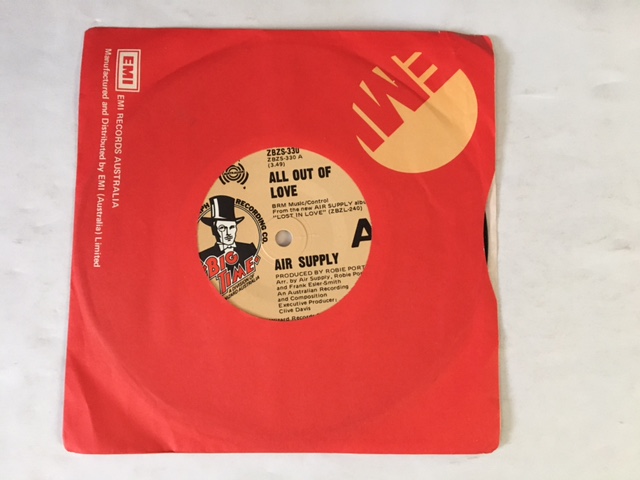 EMI
EMI RECORDS AUSTRALIA
Manufactured and Distributed by EMI (Australia) Limited
EMI
ZBZS-330
ZBZS-330 A
(3.49)
ALL OUT OF
LOVE
BRM Music/Control
From the new AIR SUPPLY
"LOST IN LOVE" (ZBZL-240)
A
RECORDING CO.
BIG
TIME
AIR SUPPLY
PRODUCED BY ROBIE
Arr. by Air Supply, Robie
and Frank Esler-Smith
An Australian Recording
and Composition
Executive Producer:
Clive Davis